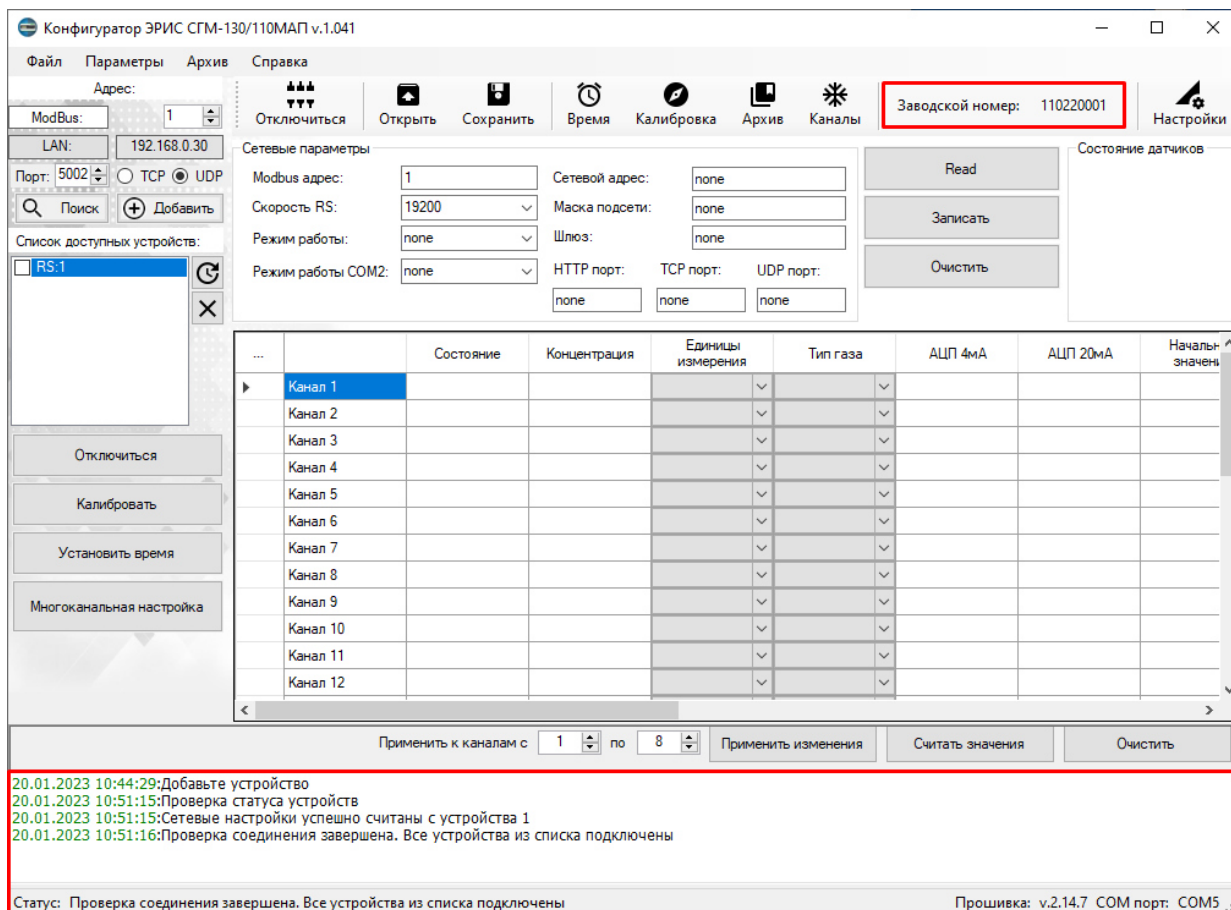 Конфигуратор ЭРИС СГМ-130/110МАП v.1.041
Файл Параметры Архив Справка
Адрес:
ModBus: 1
LAN: 192.168.0.30
Порт: 5002 TCP UDP
Поиск Добавить
Список доступных устройств:
RS:1
Отключиться
Калибровать
Установить время
Многоканальная настройка
Отключиться Открыть Сохранить Время Калибровка Архив Каналы Заводской номер: 110220001 Настройки
Сетевые параметры
Modbus адрес: 1 Сетевой адрес: none
Скорость RS: 19200 Маска подсети: none
Режим работы: none Шлюз: none
Режим работы COM2: none HTTP порт: TCP порт: UDP порт:
none none none
Read
Записать
Очистить
Состояние датчиков
... Состояние Концентрация Единицы измерения Тип газа АЦП 4мА АЦП 20мА Начальн значени
Канал 1
Канал 2
Канал 3
Канал 4
Канал 5
Канал 6
Канал 7
Канал 8
Канал 9
Канал 10
Канал 11
Канал 12
Применить к каналам с 1 по 8 Применить изменения Считать значения Очистить
20.01.2023 10:44:29:Добавьте устройство
20.01.2023 10:51:15:Проверка статуса устройств
20.01.2023 10:51:15:Сетевые настройки успешно считаны с устройства 1
20.01.2023 10:51:16:Проверка соединения завершена. Все устройства из списка подключены
Статус: Проверка соединения завершена. Все устройства из списка подключены Прошивка: v.2.14.7 COM порт: COM5